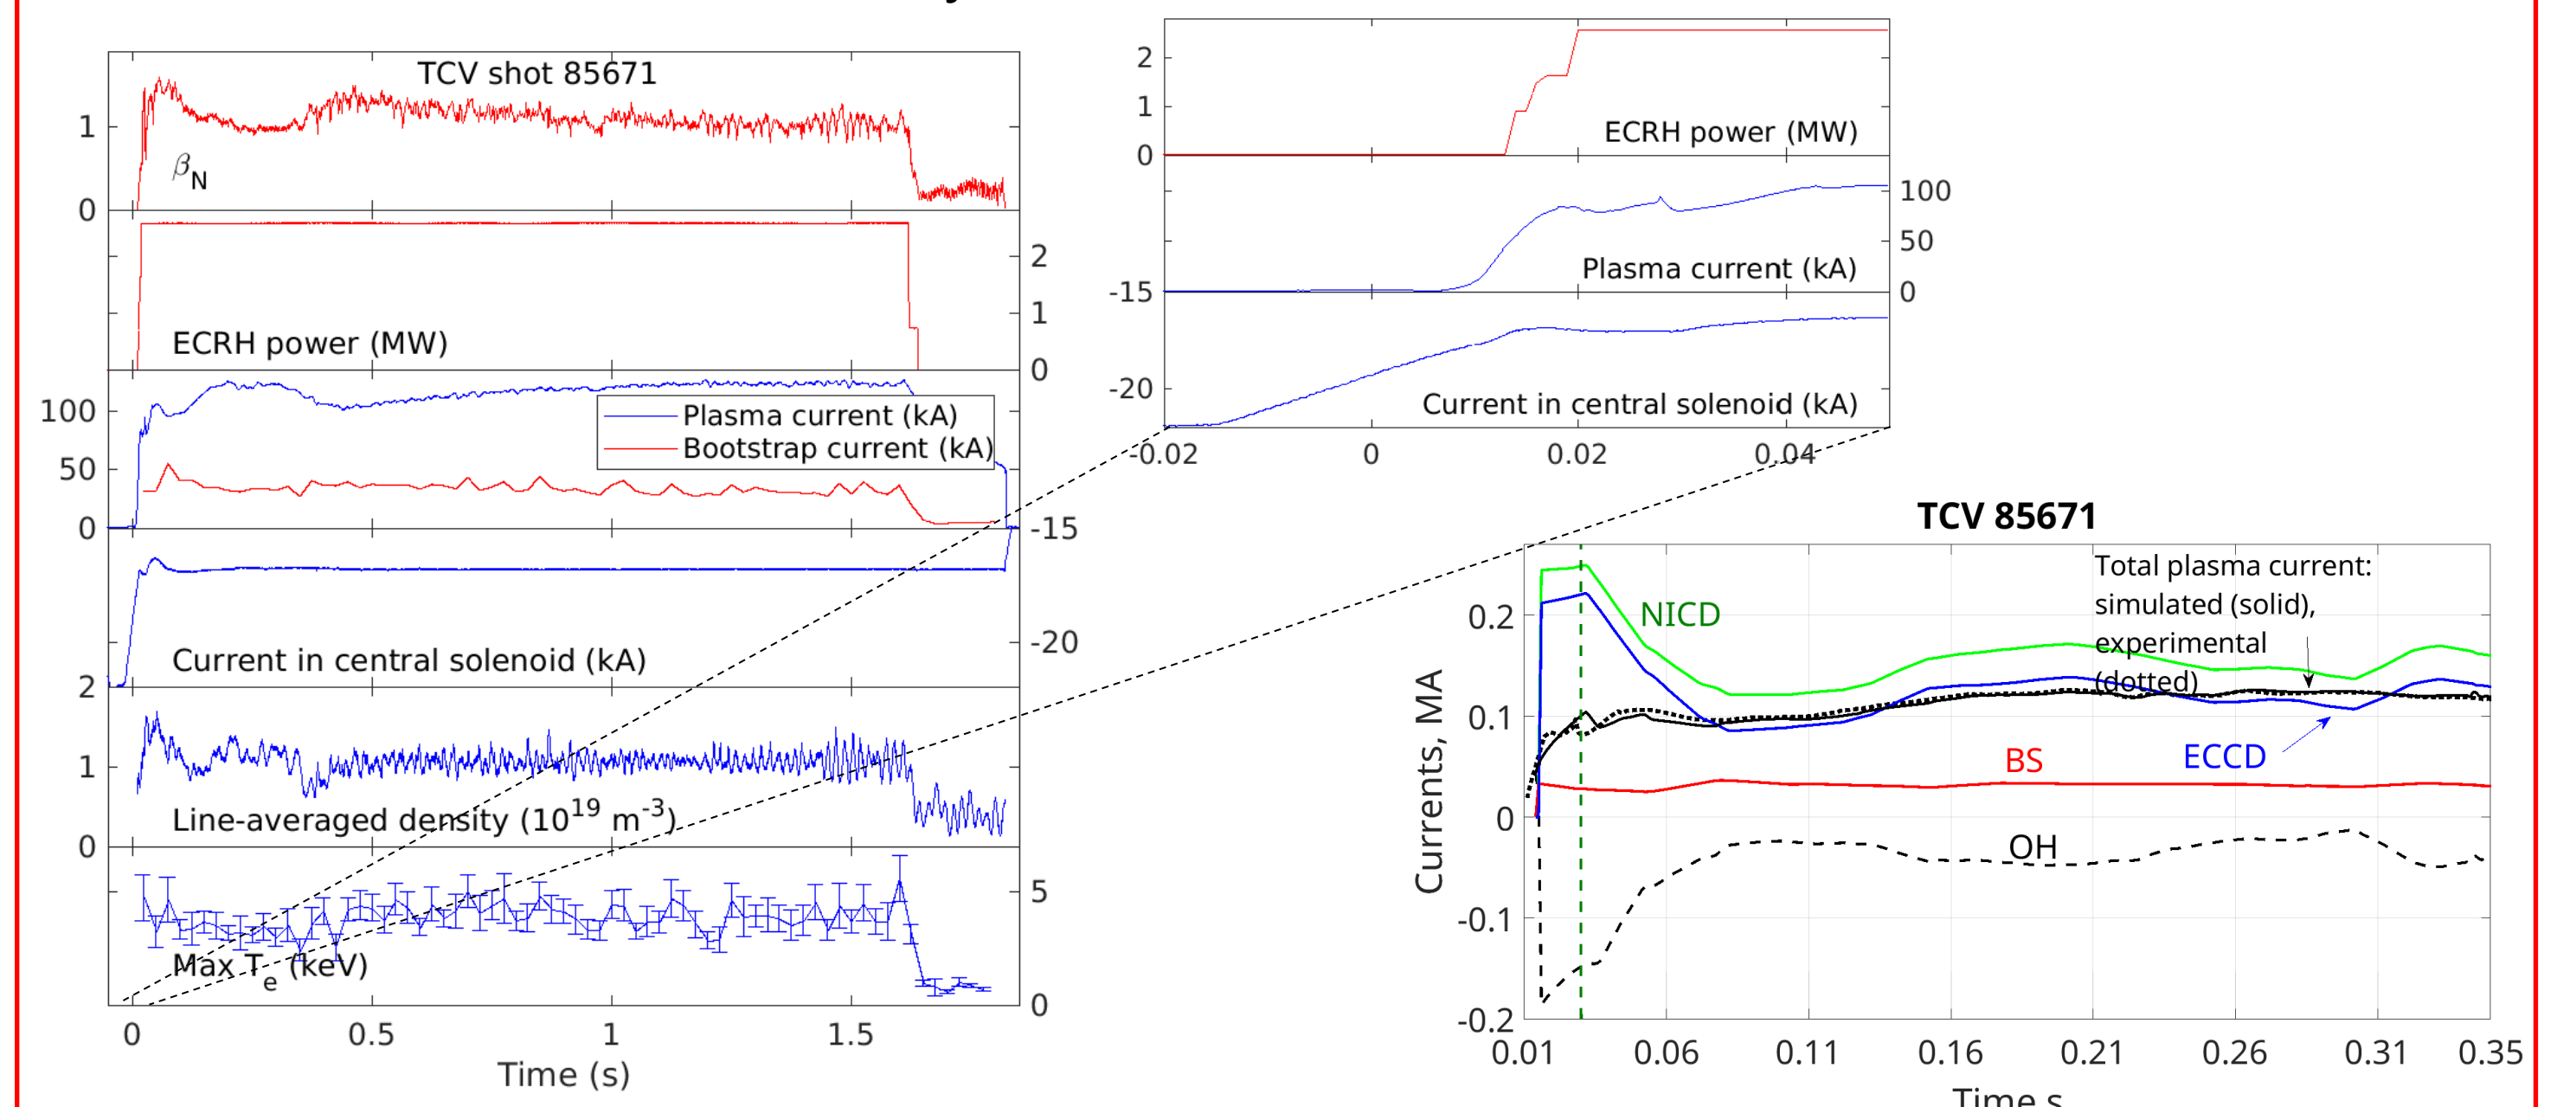 TCV shot 85671
1
β_N
0
2
ECRH power (MW)
1
0
100
Plasma current (kA)
Bootstrap current (kA)
50
0
-15
Current in central solenoid (kA)
-20
2
1
Line-averaged density (10^19 m^-3)
0
5
Max T_e (keV)
0
0 0.5 1 1.5
Time (s)
2
1
ECRH power (MW)
0
100
50
Plasma current (kA)
-15
0
-20
Current in central solenoid (kA)
-0.02 0 0.02 0.04
TCV 85671
Total plasma current:
simulated (solid),
experimental
(dotted)
NICD
0.2
0.1
BS
ECCD
0
OH
-0.1
-0.2
Currents, MA
0.01 0.06 0.11 0.16 0.21 0.26 0.31 0.35
Time s